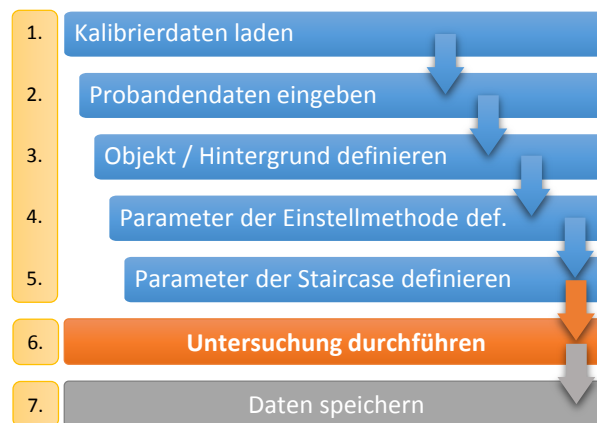 1. Kalibrierdaten laden
2. Probandendaten eingeben
3. Objekt / Hintergrund definieren
4. Parameter der Einstellmethode def.
5. Parameter der Staircase definieren
6. Untersuchung durchführen
7. Daten speichern